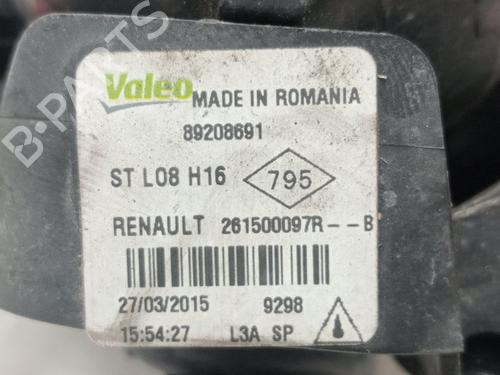 B-PARTS
Valeo MADE IN ROMANIA
89208691
ST L08 H16 795
RENAULT 261500097R--B
27/03/2015 9298
15:54:27 L3A SP